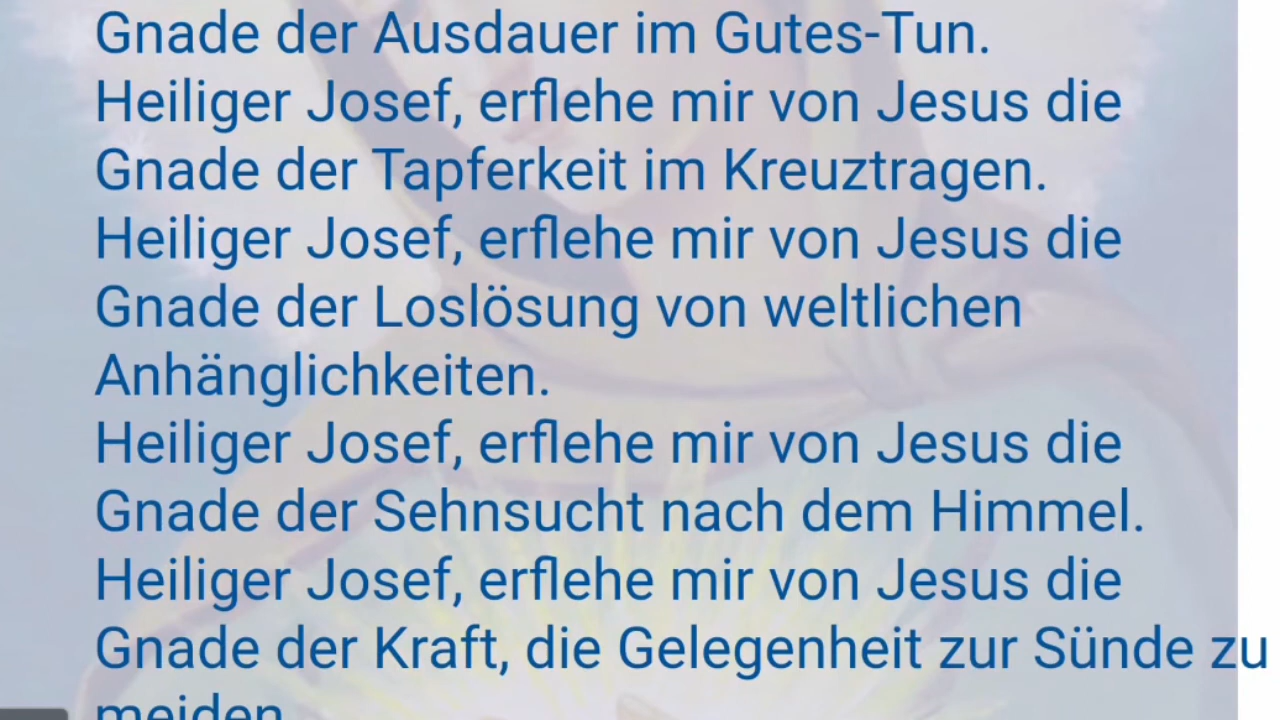 Gnade der Ausdauer im Gutes-Tun.
Heiliger Josef, erflehe mir von Jesus die
Gnade der Tapferkeit im Kreuztragen.
Heiliger Josef, erflehe mir von Jesus die
Gnade der Loslösung von weltlichen
Anhänglichkeiten.
Heiliger Josef, erflehe mir von Jesus die
Gnade der Sehnsucht nach dem Himmel.
Heiliger Josef, erflehe mir von Jesus die
Gnade der Kraft, die Gelegenheit zur Sünde zu
meiden